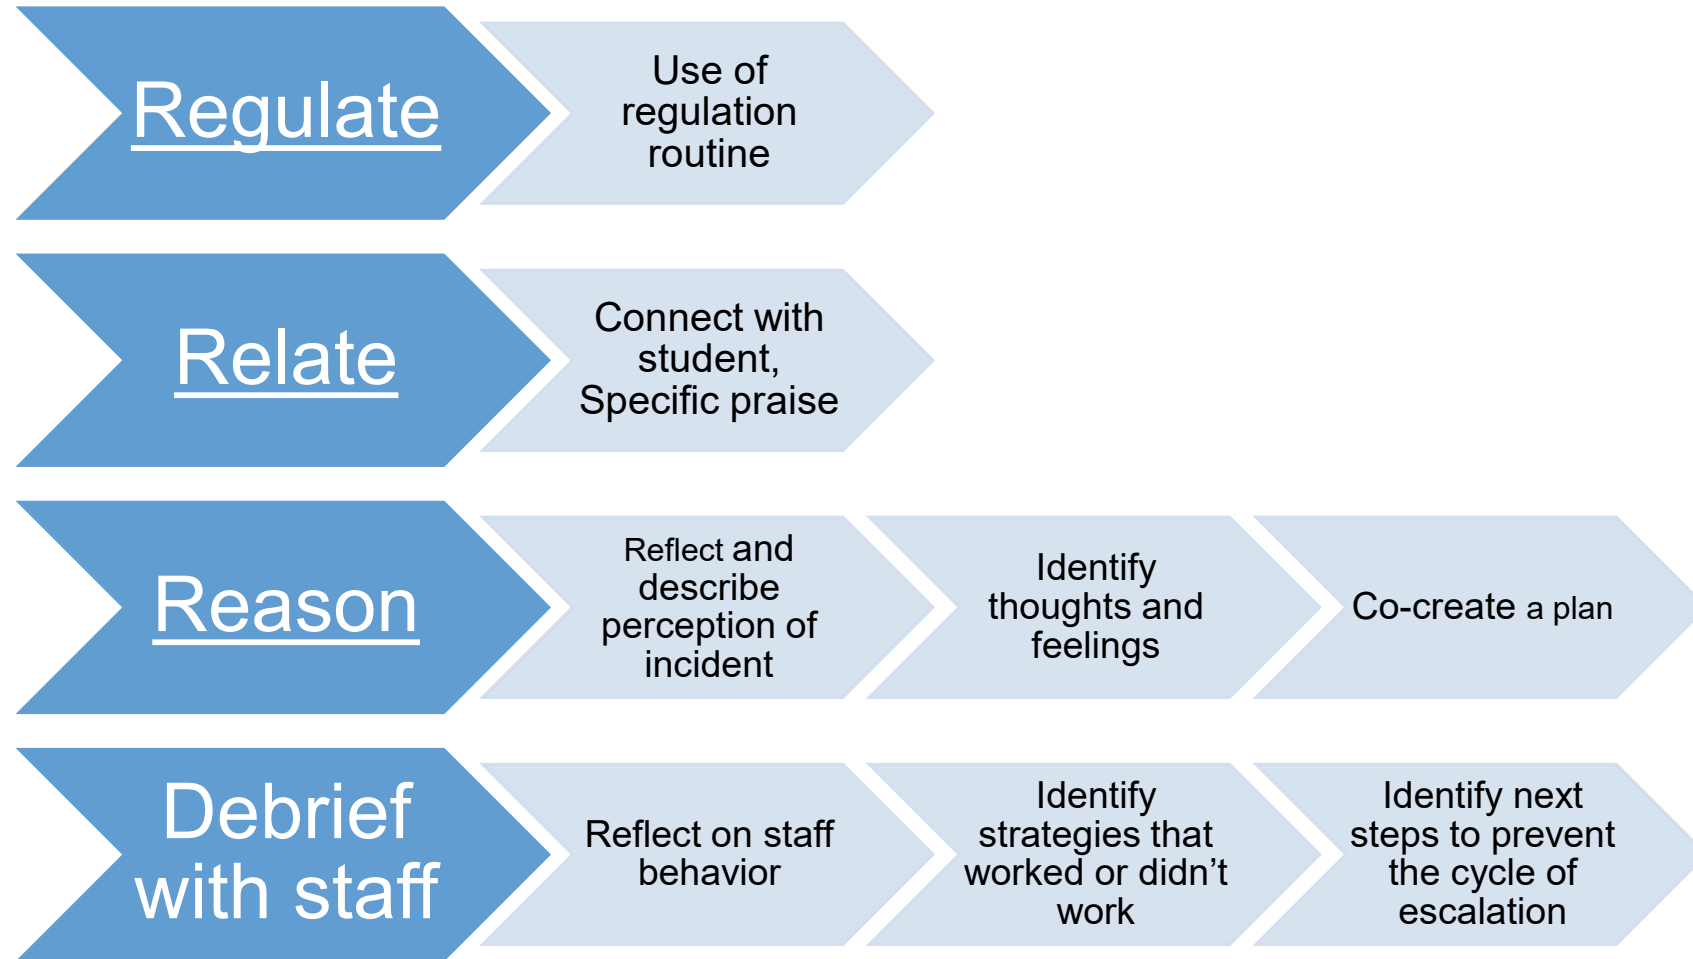 Regulate
Use of
regulation
routine
Relate
Connect with
student,
Specific praise
Reason
Reflect and
describe
perception of
incident
Identify
thoughts and
feelings
Co-create a plan
Debrief
with staff
Reflect on staff
behavior
Identify
strategies that
worked or didn’t
work
Identify next
steps to prevent
the cycle of
escalation